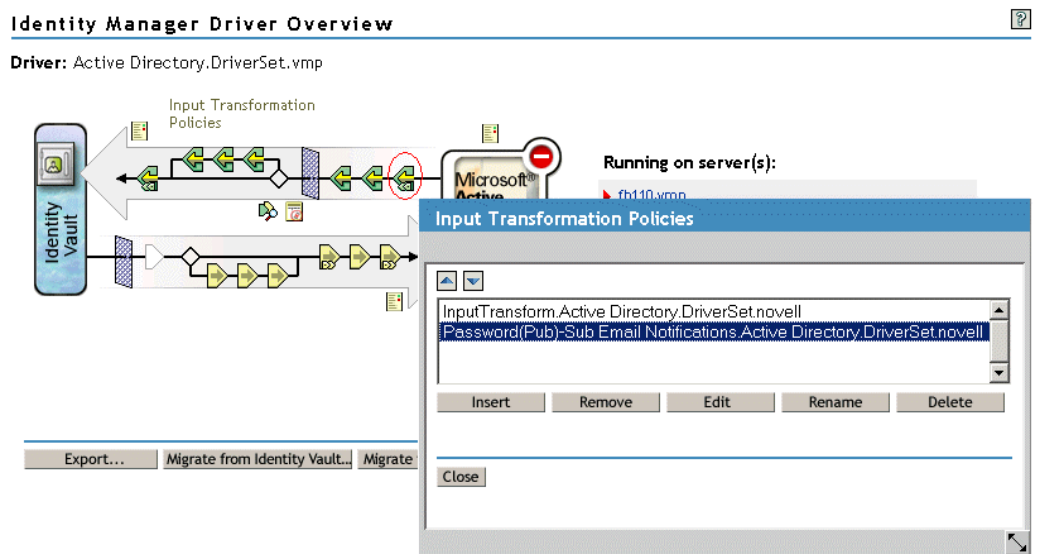 Identity Manager Driver Overview
?
Driver: Active Directory.DriverSet.vmp
Input Transformation
Policies
Identity
Vault
Microsoft®
Active
Running on server(s):
fb110.vmp
Input Transformation Policies
InputTransform.Active Directory.DriverSet.novell
Password(Pub)-Sub Email Notifications.Active Directory.DriverSet.novell
Insert Remove Edit Rename Delete
Export... Migrate from Identity Vault... Migrate
Close